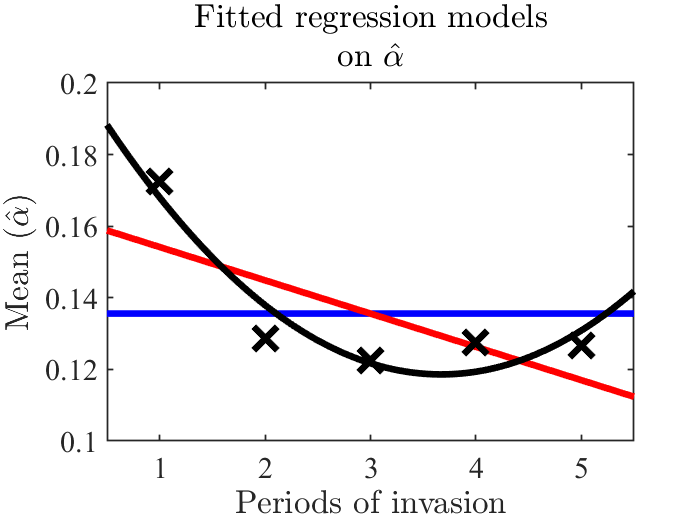 Fitted regression models
on α̂
0.2
0.18
0.16
0.14
0.12
0.1
Mean (α̂)
1 2 3 4 5
Periods of invasion